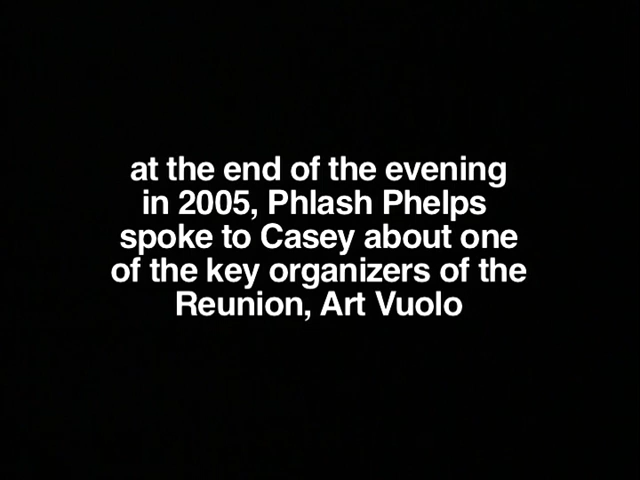 at the end of the evening
in 2005, Phlash Phelps
spoke to Casey about one
of the key organizers of the
Reunion, Art Vuolo